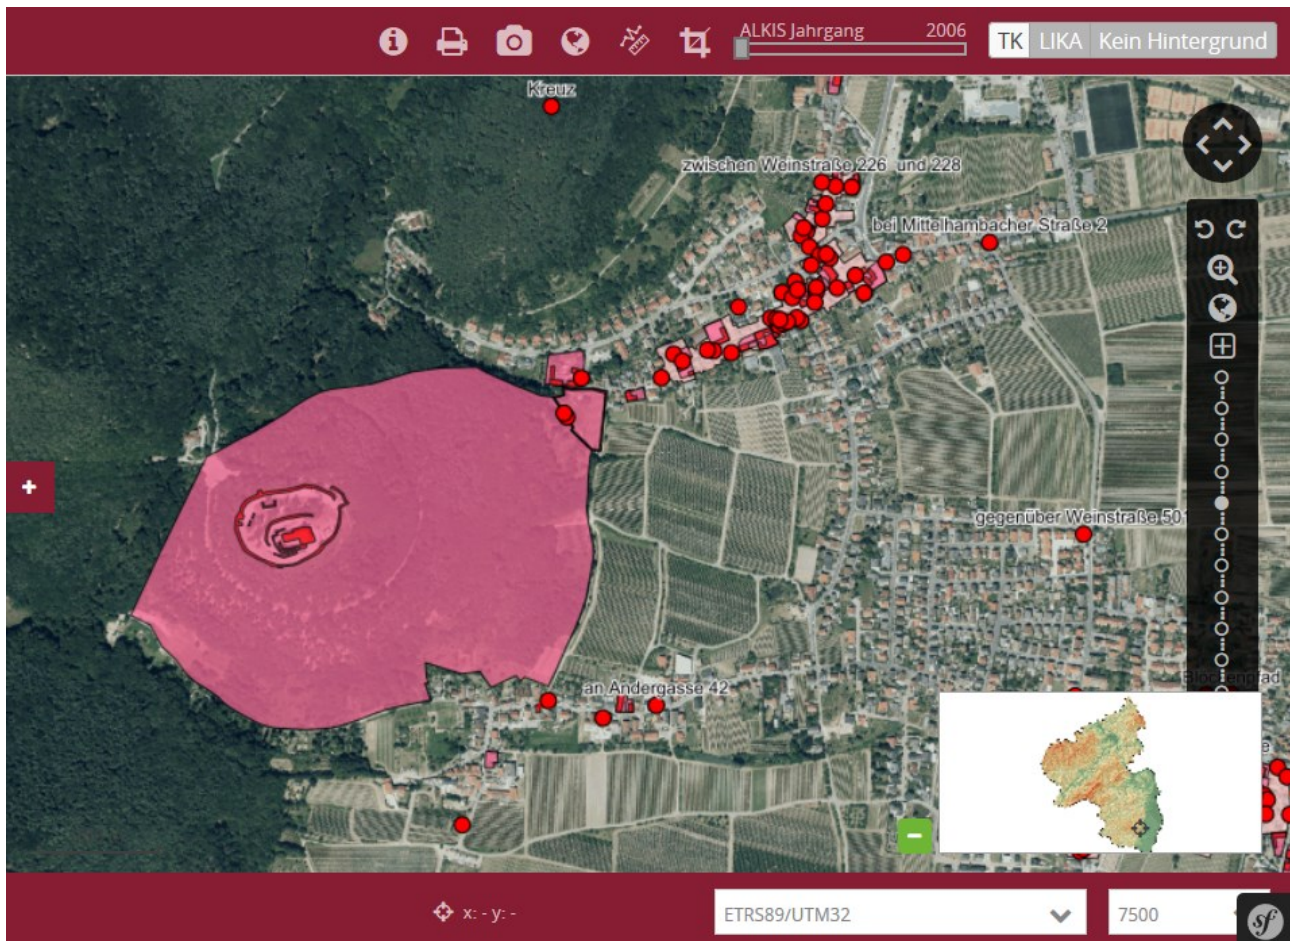 ALKIS Jahrgang 2006
TK LIKA Kein Hintergrund
Kreuz
zwischen Weinstraße 226 und 228
bei Mittelhambacher Straße 2
gegenüber Weinstraße 501
an Andergasse 42
x: - y: -
ETRS89/UTM32
7500
sf